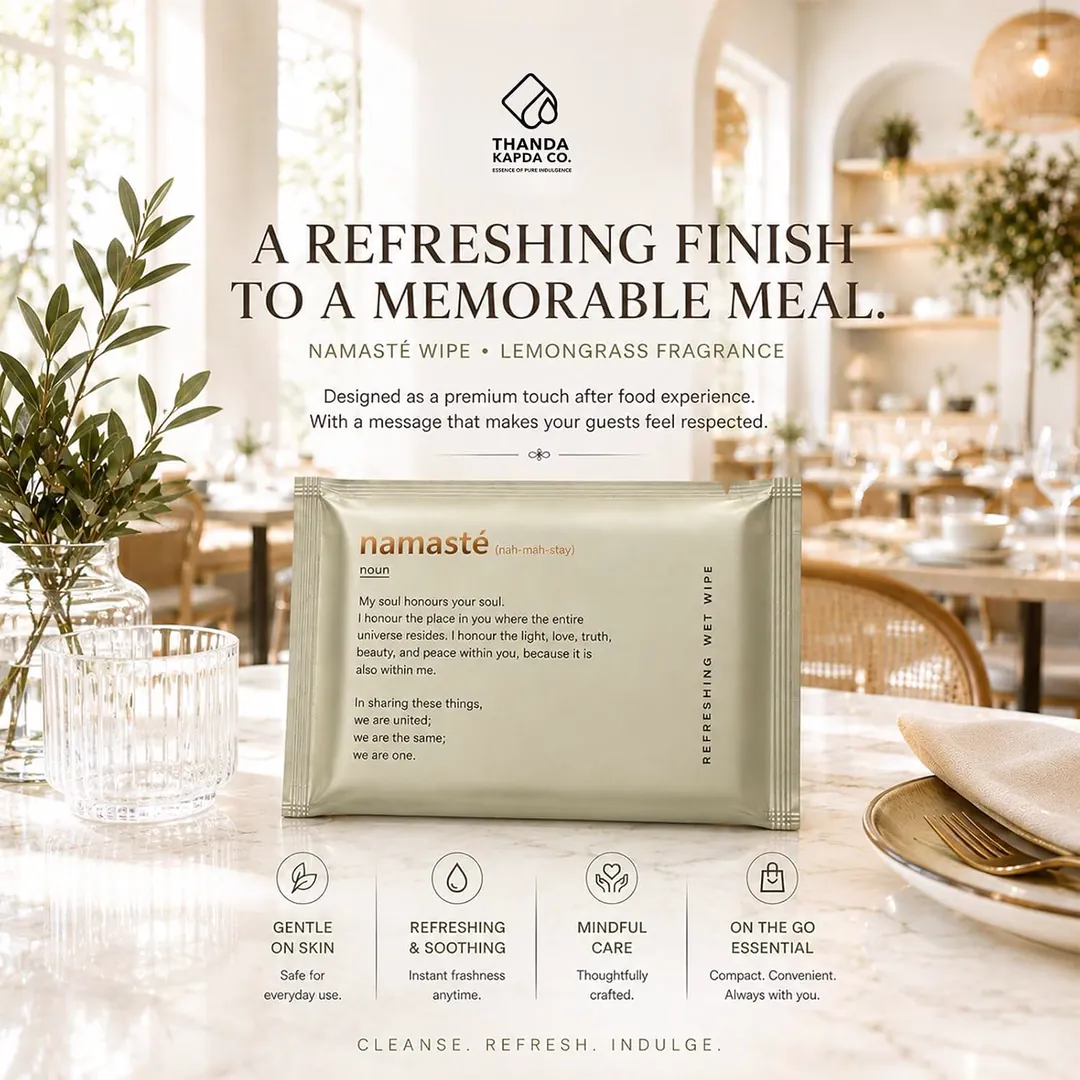 THANDA
KAPDA CO.
ESSENCE OF PURE INDULGENCE
A REFRESHING FINISH
TO A MEMORABLE MEAL.
NAMASTÉ WIPE • LEMONGRASS FRAGRANCE
Designed as a premium touch after food experience.
With a message that makes your guests feel respected.
namasté (nah-mah-stay)
noun
My soul honours your soul.
I honour the place in you where the entire
universe resides. I honour the light, love, truth,
beauty, and peace within you, because it is
also within me.
In sharing these things,
we are united;
we are the same;
we are one.
REFRESHING WET WIPE
GENTLE
ON SKIN
Safe for
everyday use.
REFRESHING
& SOOTHING
Instant frashness
anytime.
MINDFUL
CARE
Thoughtfully
crafted.
ON THE GO
ESSENTIAL
Compact. Convenient.
Always with you.
CLEANSE. REFRESH. INDULGE.